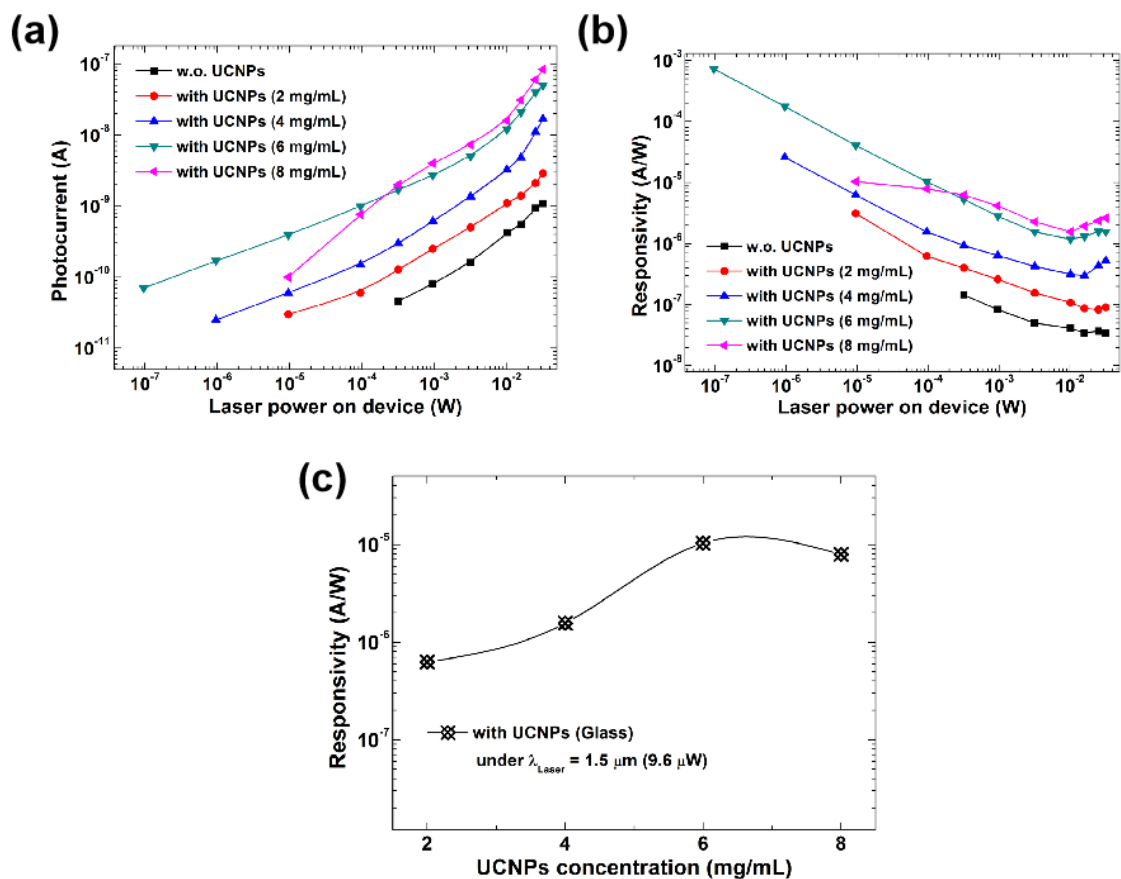 (a)
10⁻⁷
10⁻⁸
10⁻⁹
10⁻¹⁰
10⁻¹¹
Photocurrent (A)
w.o. UCNPs
with UCNPs (2 mg/mL)
with UCNPs (4 mg/mL)
with UCNPs (6 mg/mL)
with UCNPs (8 mg/mL)
10⁻⁷ 10⁻⁶ 10⁻⁵ 10⁻⁴ 10⁻³ 10⁻²
Laser power on device (W)
(b)
10⁻³
10⁻⁴
10⁻⁵
10⁻⁶
10⁻⁷
10⁻⁸
Responsivity (A/W)
w.o. UCNPs
with UCNPs (2 mg/mL)
with UCNPs (4 mg/mL)
with UCNPs (6 mg/mL)
with UCNPs (8 mg/mL)
10⁻⁷ 10⁻⁶ 10⁻⁵ 10⁻⁴ 10⁻³ 10⁻²
Laser power on device (W)
(c)
10⁻⁵
10⁻⁶
10⁻⁷
Responsivity (A/W)
with UCNPs (Glass)
under λLaser = 1.5 μm (9.6 μW)
2 4 6 8
UCNPs concentration (mg/mL)